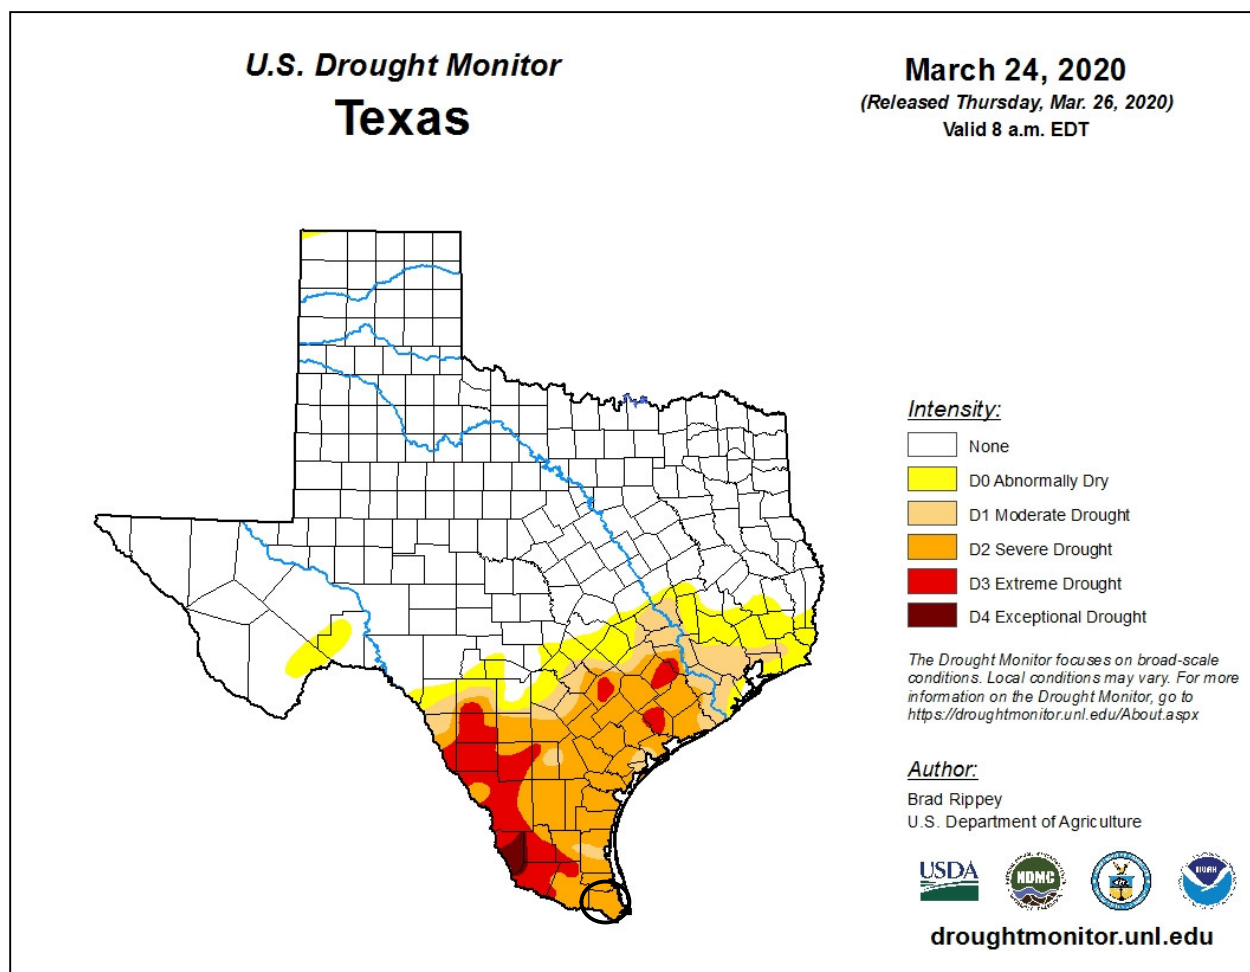 U.S. Drought Monitor
Texas
March 24, 2020
(Released Thursday, Mar. 26, 2020)
Valid 8 a.m. EDT
Intensity:
None
D0 Abnormally Dry
D1 Moderate Drought
D2 Severe Drought
D3 Extreme Drought
D4 Exceptional Drought
The Drought Monitor focuses on broad-scale
conditions. Local conditions may vary. For more
information on the Drought Monitor, go to
https://droughtmonitor.unl.edu/About.aspx
Author:
Brad Rippey
U.S. Department of Agriculture
USDA
NDMC
droughtmonitor.unl.edu